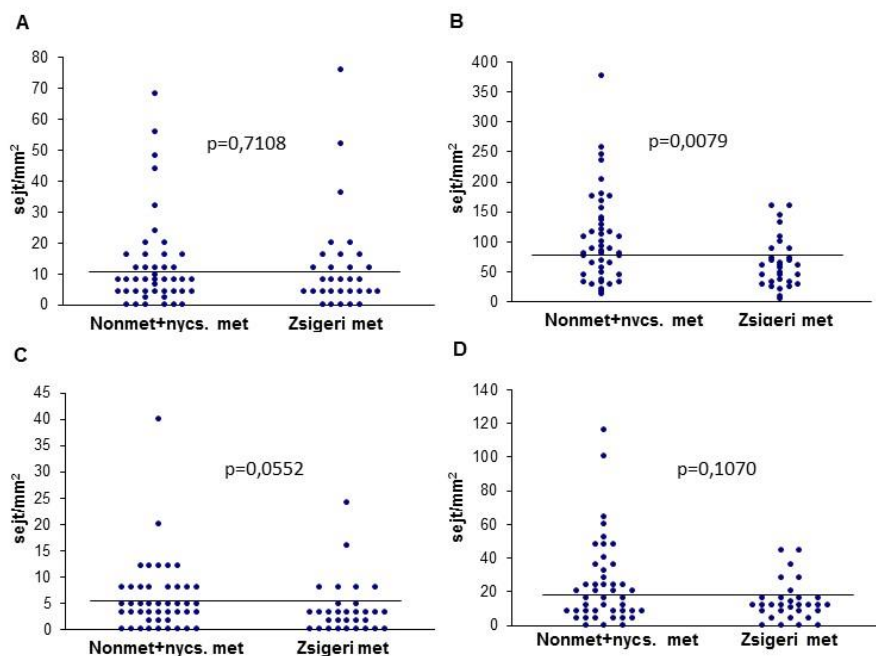 A
80
70
60
50
40
30
20
10
0
sejt/mm²
p=0,7108
Nonmet+nycs. met
Zsigeri met
B
400
350
300
250
200
150
100
50
0
sejt/mm²
p=0,0079
Nonmet+nycs. met
Zsigeri met
C
45
40
35
30
25
20
15
10
5
0
sejt/mm²
p=0,0552
Nonmet+nycs. met
Zsigeri met
D
140
120
100
80
60
40
20
0
sejt/mm²
p=0,1070
Nonmet+nycs. met
Zsigeri met